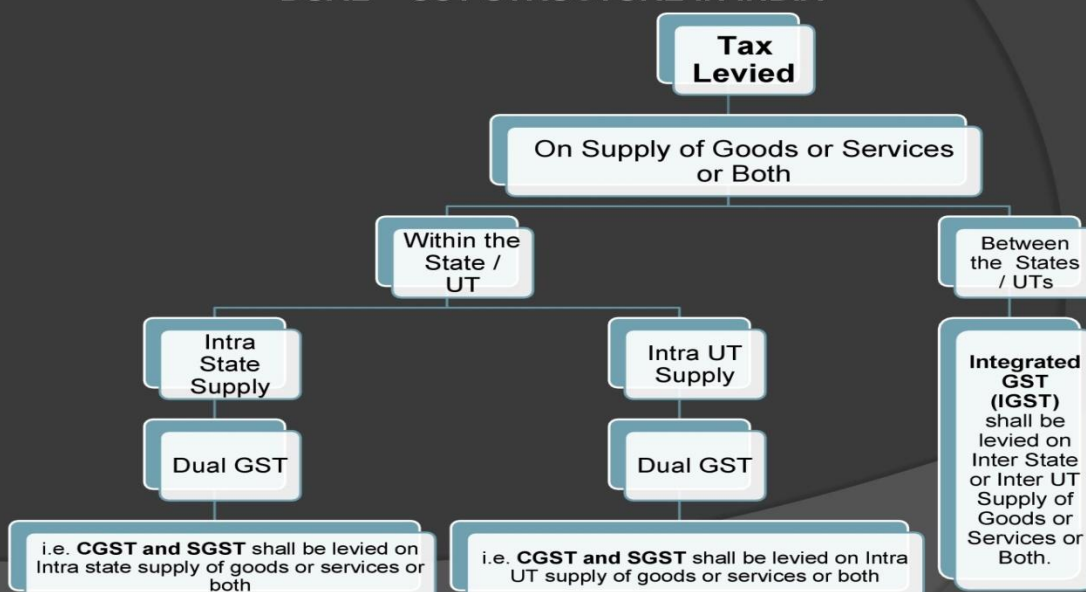 Tax
Levied
On Supply of Goods or Services
or Both
Within the
State /
UT
Between
the States
/ UTs
Intra
State
Supply
Intra UT
Supply
Integrated
GST
(IGST)
shall be
levied on
Inter State
or Inter UT
Supply of
Goods or
Services or
Both.
Dual GST
Dual GST
i.e. CGST and SGST shall be levied on
Intra state supply of goods or services or
both
i.e. CGST and SGST shall be levied on Intra
UT supply of goods or services or both